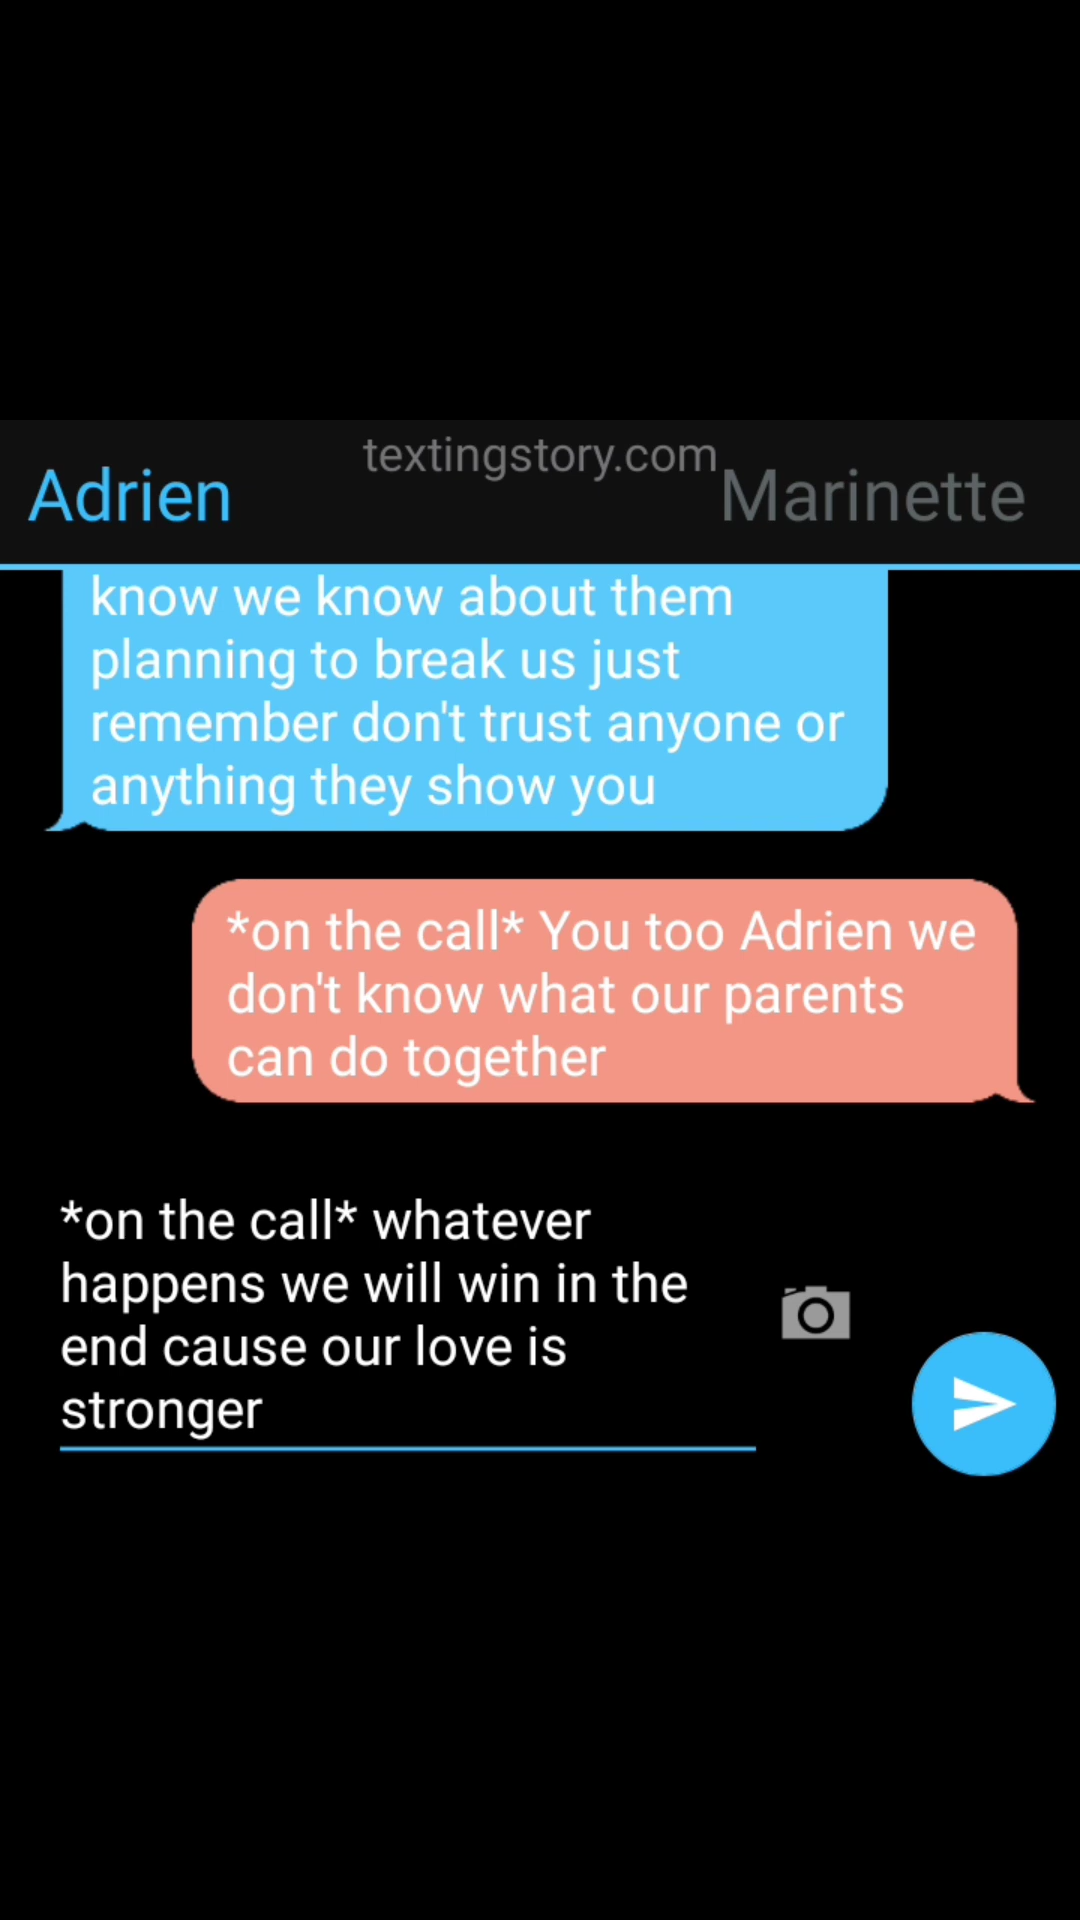 textingstory.com
Adrien
Marinette
know we know about them
planning to break us just
remember don't trust anyone or
anything they show you
*on the call* You too Adrien we
don't know what our parents
can do together
*on the call* whatever
happens we will win in the
end cause our love is
stronger